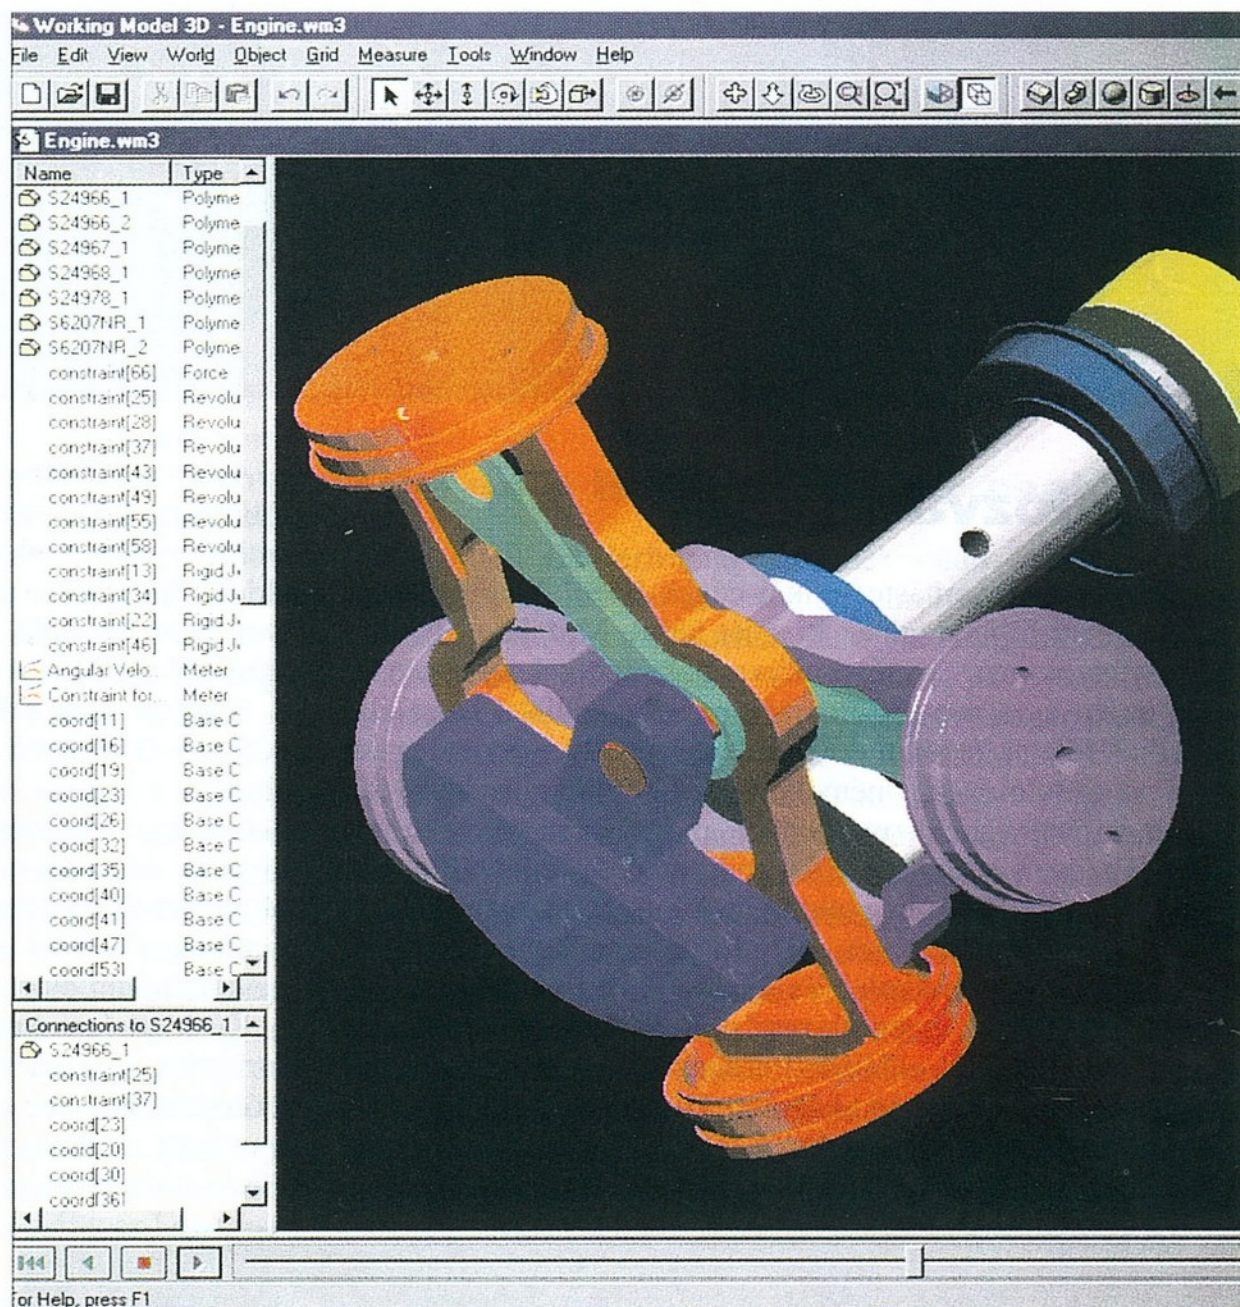 Working Model 3D - Engine.wm3
File Edit View World Object Grid Measure Tools Window Help
Engine.wm3
Name Type
S24966_1 Polyme
S24966_2 Polyme
S24967_1 Polyme
S24968_1 Polyme
S24978_1 Polyme
S6207NR_1 Polyme
S6207NR_2 Polyme
constraint[66] Force
constraint[25] Revolu
constraint[28] Revolu
constraint[37] Revolu
constraint[43] Revolu
constraint[49] Revolu
constraint[55] Revolu
constraint[58] Revolu
constraint[13] Rigid J
constraint[34] Rigid J
constraint[22] Rigid J
constraint[46] Rigid J
Angular Velo... Meter
Constraint for... Meter
coord[11] Base C
coord[16] Base C
coord[19] Base C
coord[23] Base C
coord[26] Base C
coord[32] Base C
coord[35] Base C
coord[40] Base C
coord[41] Base C
coord[47] Base C
coord[53] Base C
Connections to S24966_1
S24966_1
constraint[25]
constraint[37]
coord[23]
coord[20]
coord[30]
coord[36]
For Help, press F1